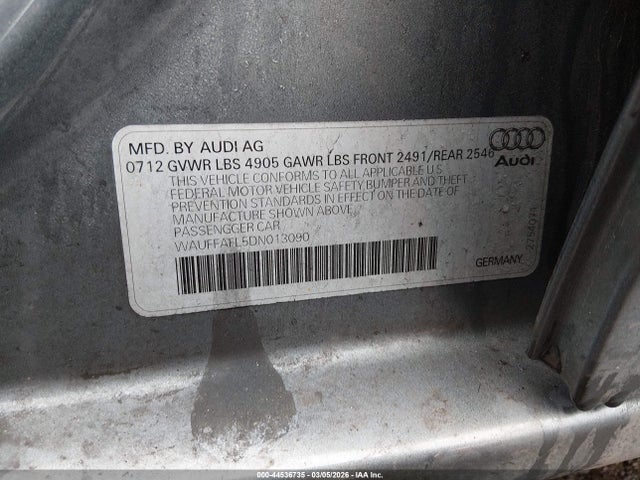 MFD. BY AUDI AG
0712 GVWR LBS 4905 GAWR LBS FRONT 2491/REAR 2546
Audi
THIS VEHICLE CONFORMS TO ALL APPLICABLE U.S
FEDERAL MOTOR VEHICLE SAFETY BUMPER AND THEFT
PREVENTION STANDARDS IN EFFECT ON THE DATE OF
MANUFACTURE SHOWN ABOVE.
PASSENGER CAR
WAUFFAFL5DN013090
GERMANY
000-44536735 - 03/05/2026 - IAA Inc.